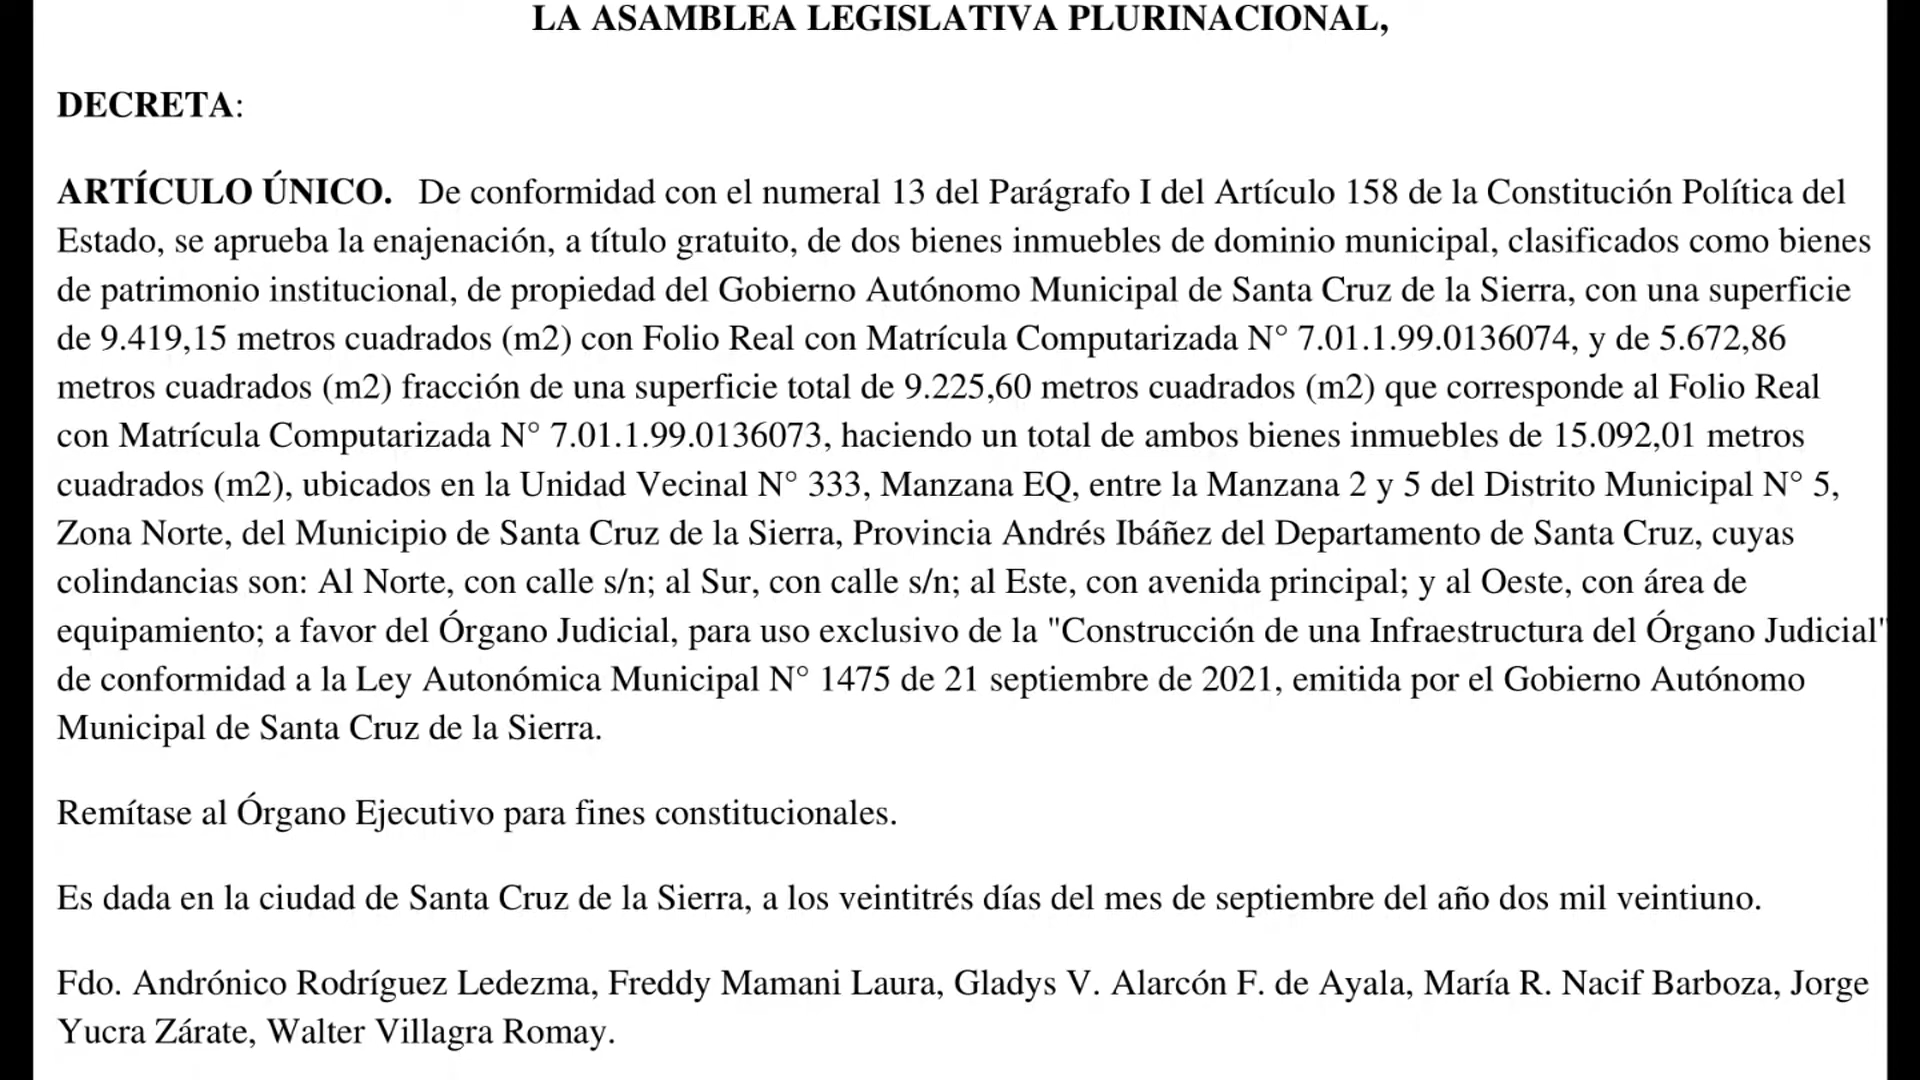 LA ASAMBLEA LEGISLATIVA PLURINACIONAL,
DECRETA:
ARTÍCULO ÚNICO. De conformidad con el numeral 13 del Parágrafo I del Artículo 158 de la Constitución Política del
Estado, se aprueba la enajenación, a título gratuito, de dos bienes inmuebles de dominio municipal, clasificados como bienes
de patrimonio institucional, de propiedad del Gobierno Autónomo Municipal de Santa Cruz de la Sierra, con una superficie
de 9.419,15 metros cuadrados (m2) con Folio Real con Matrícula Computarizada N° 7.01.1.99.0136074, y de 5.672,86
metros cuadrados (m2) fracción de una superficie total de 9.225,60 metros cuadrados (m2) que corresponde al Folio Real
con Matrícula Computarizada N° 7.01.1.99.0136073, haciendo un total de ambos bienes inmuebles de 15.092,01 metros
cuadrados (m2), ubicados en la Unidad Vecinal N° 333, Manzana EQ, entre la Manzana 2 y 5 del Distrito Municipal N° 5,
Zona Norte, del Municipio de Santa Cruz de la Sierra, Provincia Andrés Ibáñez del Departamento de Santa Cruz, cuyas
colindancias son: Al Norte, con calle s/n; al Sur, con calle s/n; al Este, con avenida principal; y al Oeste, con área de
equipamiento; a favor del Órgano Judicial, para uso exclusivo de la "Construcción de una Infraestructura del Órgano Judicial"
de conformidad a la Ley Autonómica Municipal N° 1475 de 21 septiembre de 2021, emitida por el Gobierno Autónomo
Municipal de Santa Cruz de la Sierra.
Remítase al Órgano Ejecutivo para fines constitucionales.
Es dada en la ciudad de Santa Cruz de la Sierra, a los veintitrés días del mes de septiembre del año dos mil veintiuno.
Fdo. Andrónico Rodríguez Ledezma, Freddy Mamani Laura, Gladys V. Alarcón F. de Ayala, María R. Nacif Barboza, Jorge
Yucra Zárate, Walter Villagra Romay.